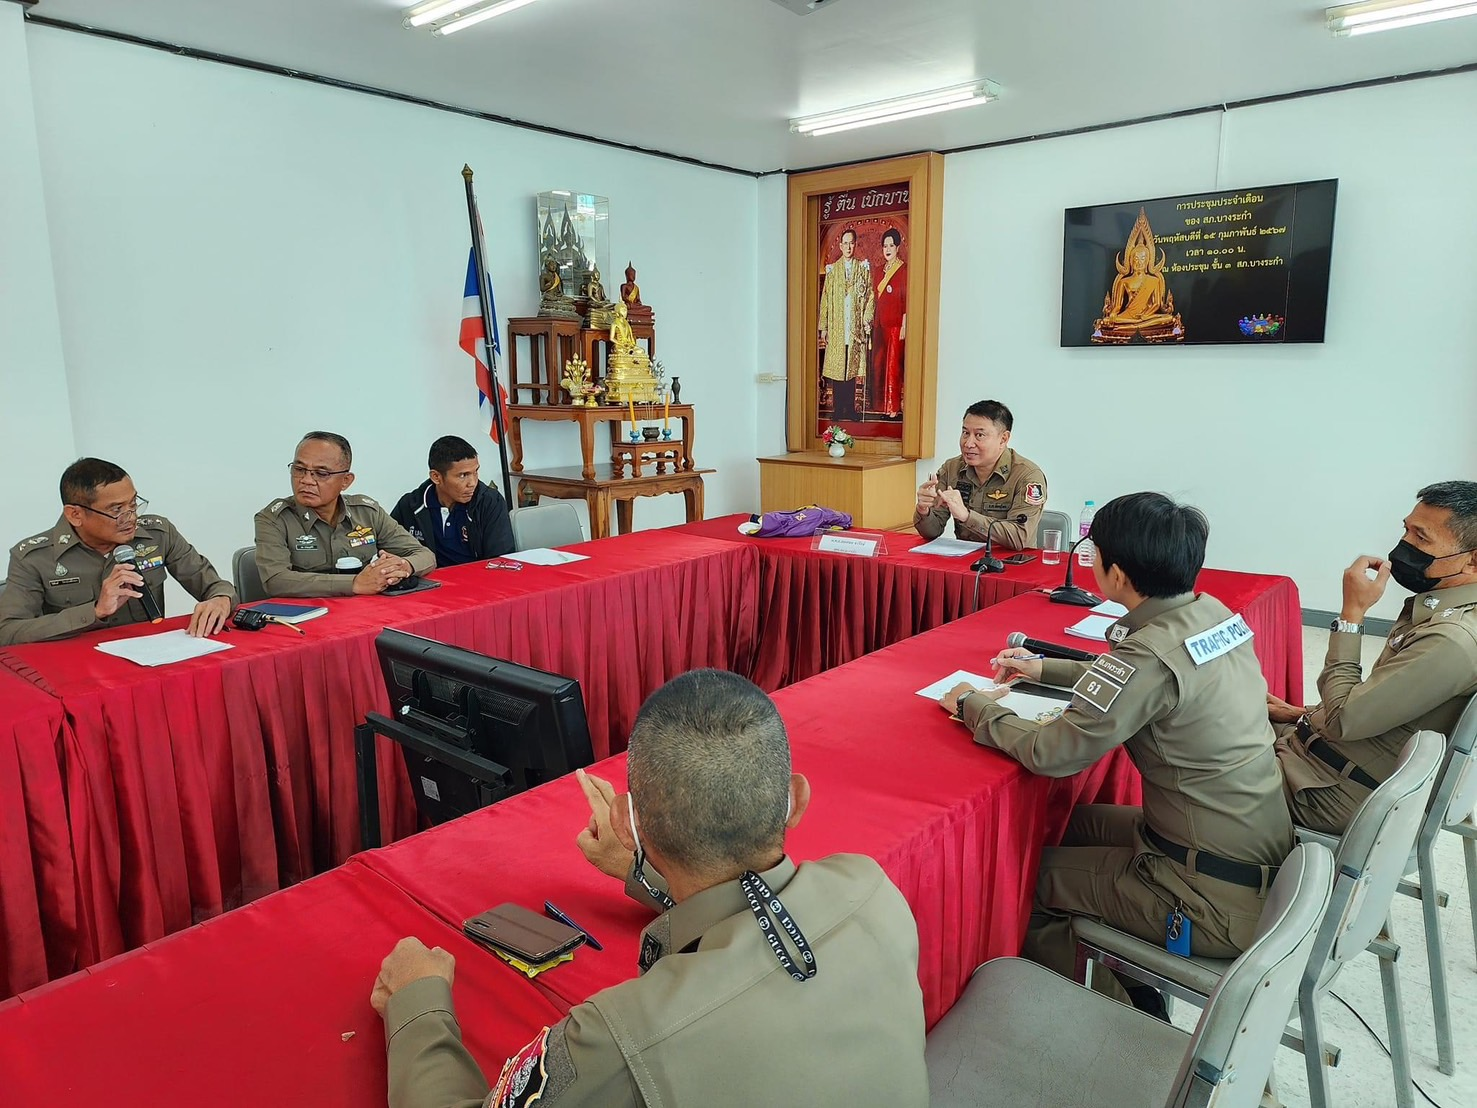 รู้ ตื่น เบิกบาน
การประชุมประจำเดือน
ของ สภ.บางระกำ
วันพฤหัสบดีที่ ๑๕ กุมภาพันธ์ ๒๕๖๗
เวลา ๑๐.๐๐ น.
ณ ห้องประชุม ชั้น ๓ สภ.บางระกำ
TRAFIC POLI
61
GUCCI
GUCCI